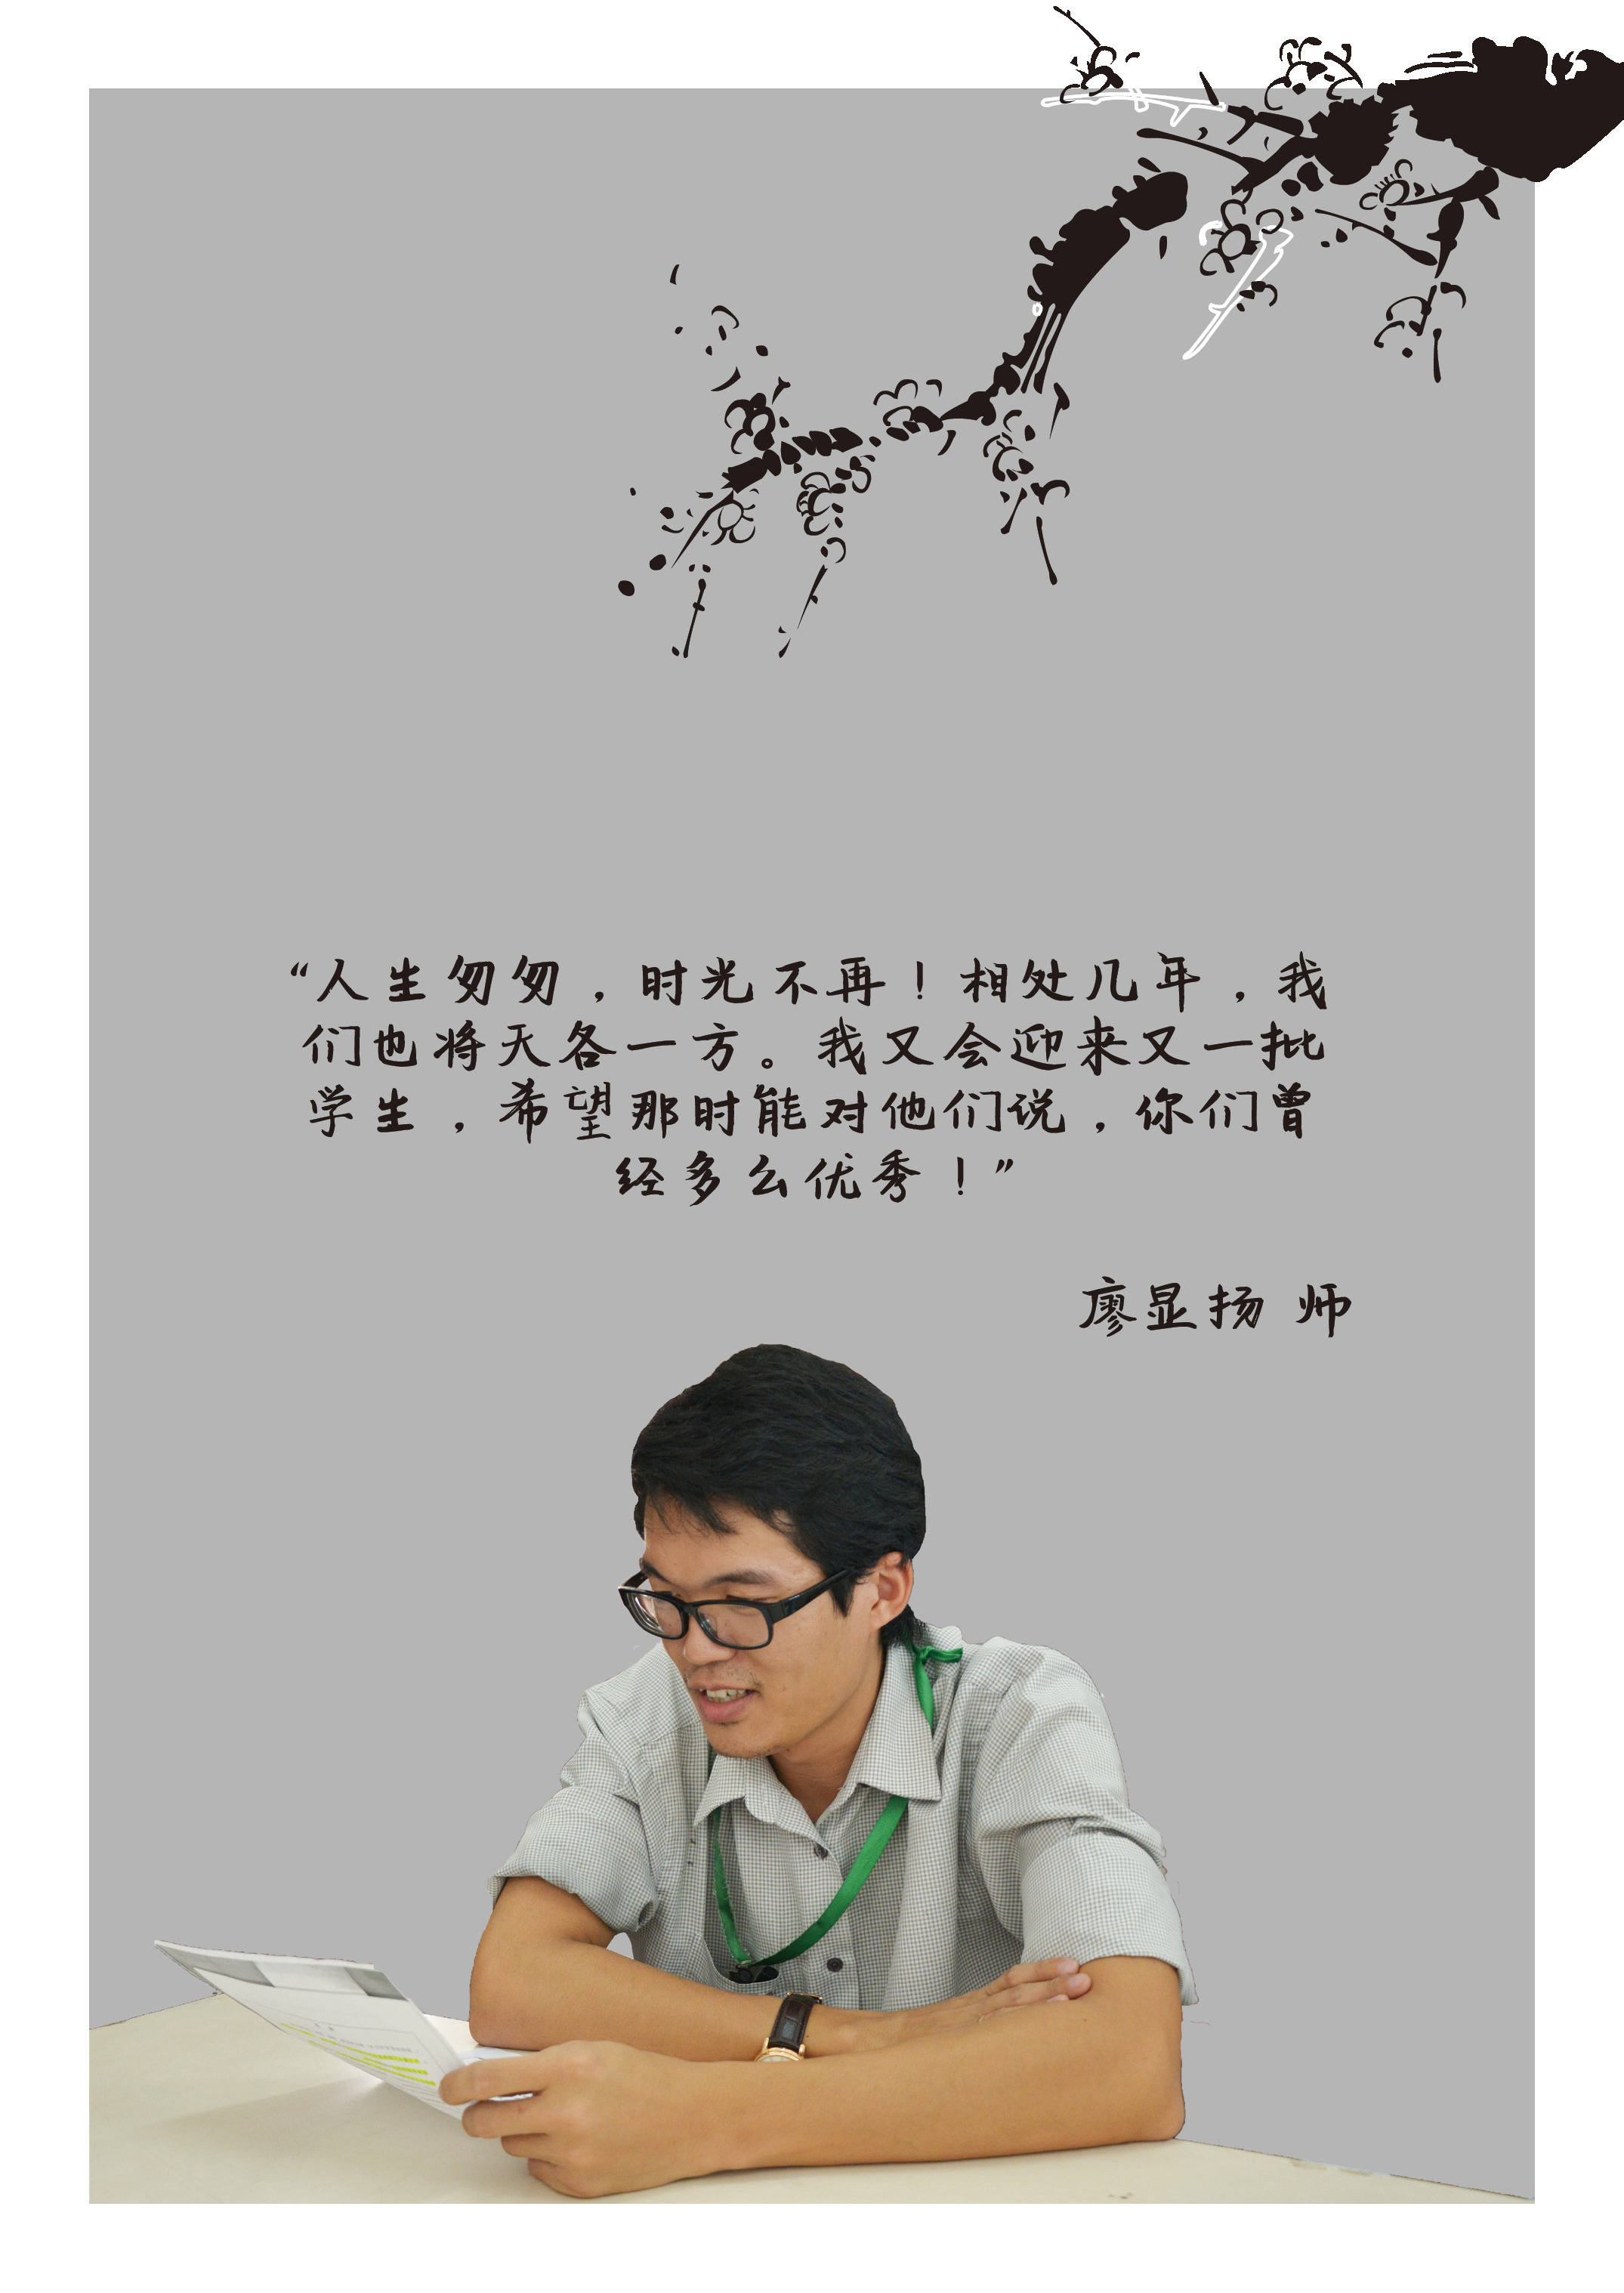 “人生匆匆，时光不再！相处几年，我
们也将天各一方。我又会迎来又一批
学生，希望那时能对他们说，你们曾
经多么优秀！”
廖显扬 师